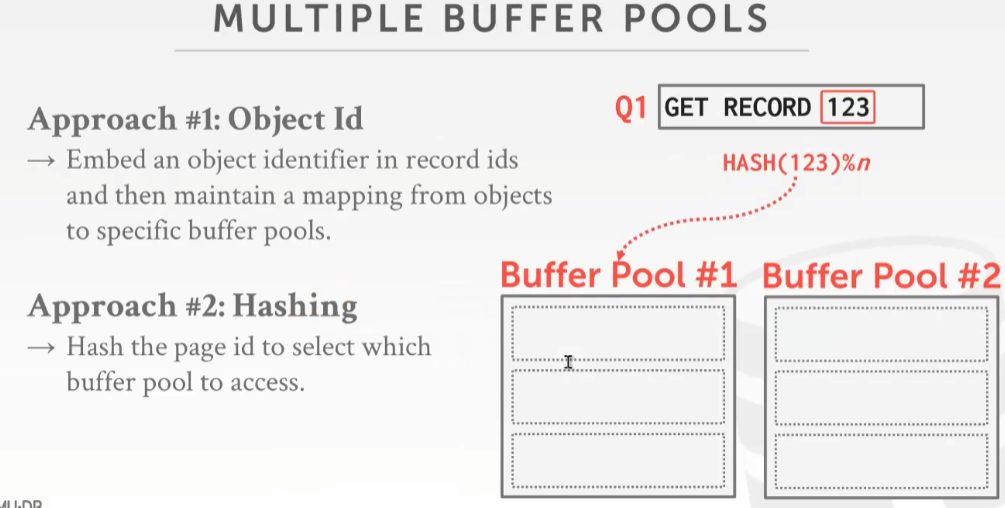 MULTIPLE BUFFER POOLS
Approach #1: Object Id
→ Embed an object identifier in record ids
and then maintain a mapping from objects
to specific buffer pools.
Approach #2: Hashing
→ Hash the page id to select which
buffer pool to access.
Q1 GET RECORD 123
HASH(123)%n
Buffer Pool #1
Buffer Pool #2